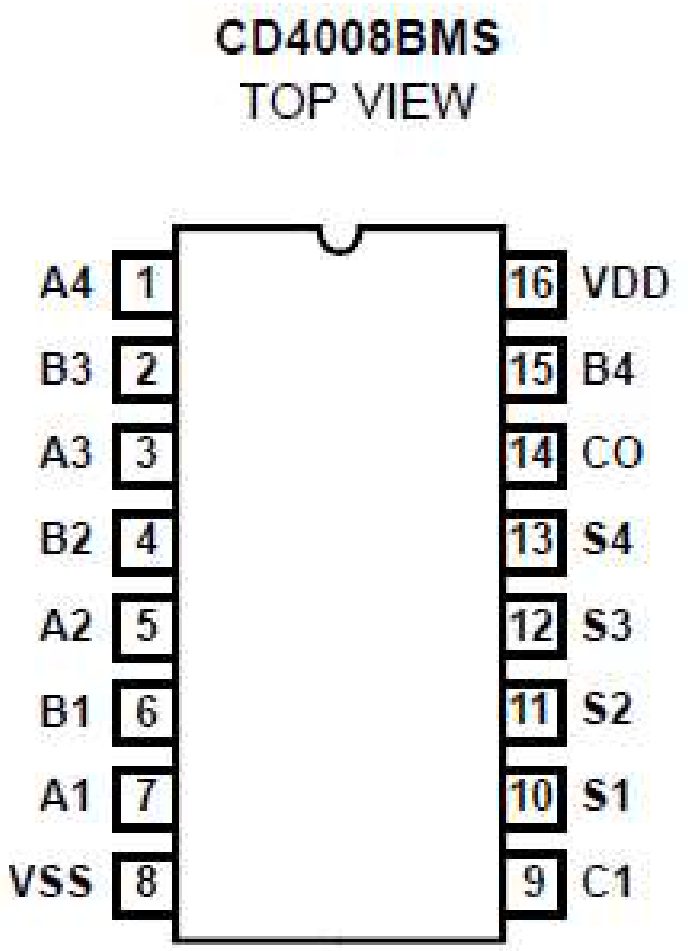 CD4008BMS
TOP VIEW
A4 1 16 VDD
B3 2 15 B4
A3 3 14 CO
B2 4 13 S4
A2 5 12 S3
B1 6 11 S2
A1 7 10 S1
VSS 8 9 C1